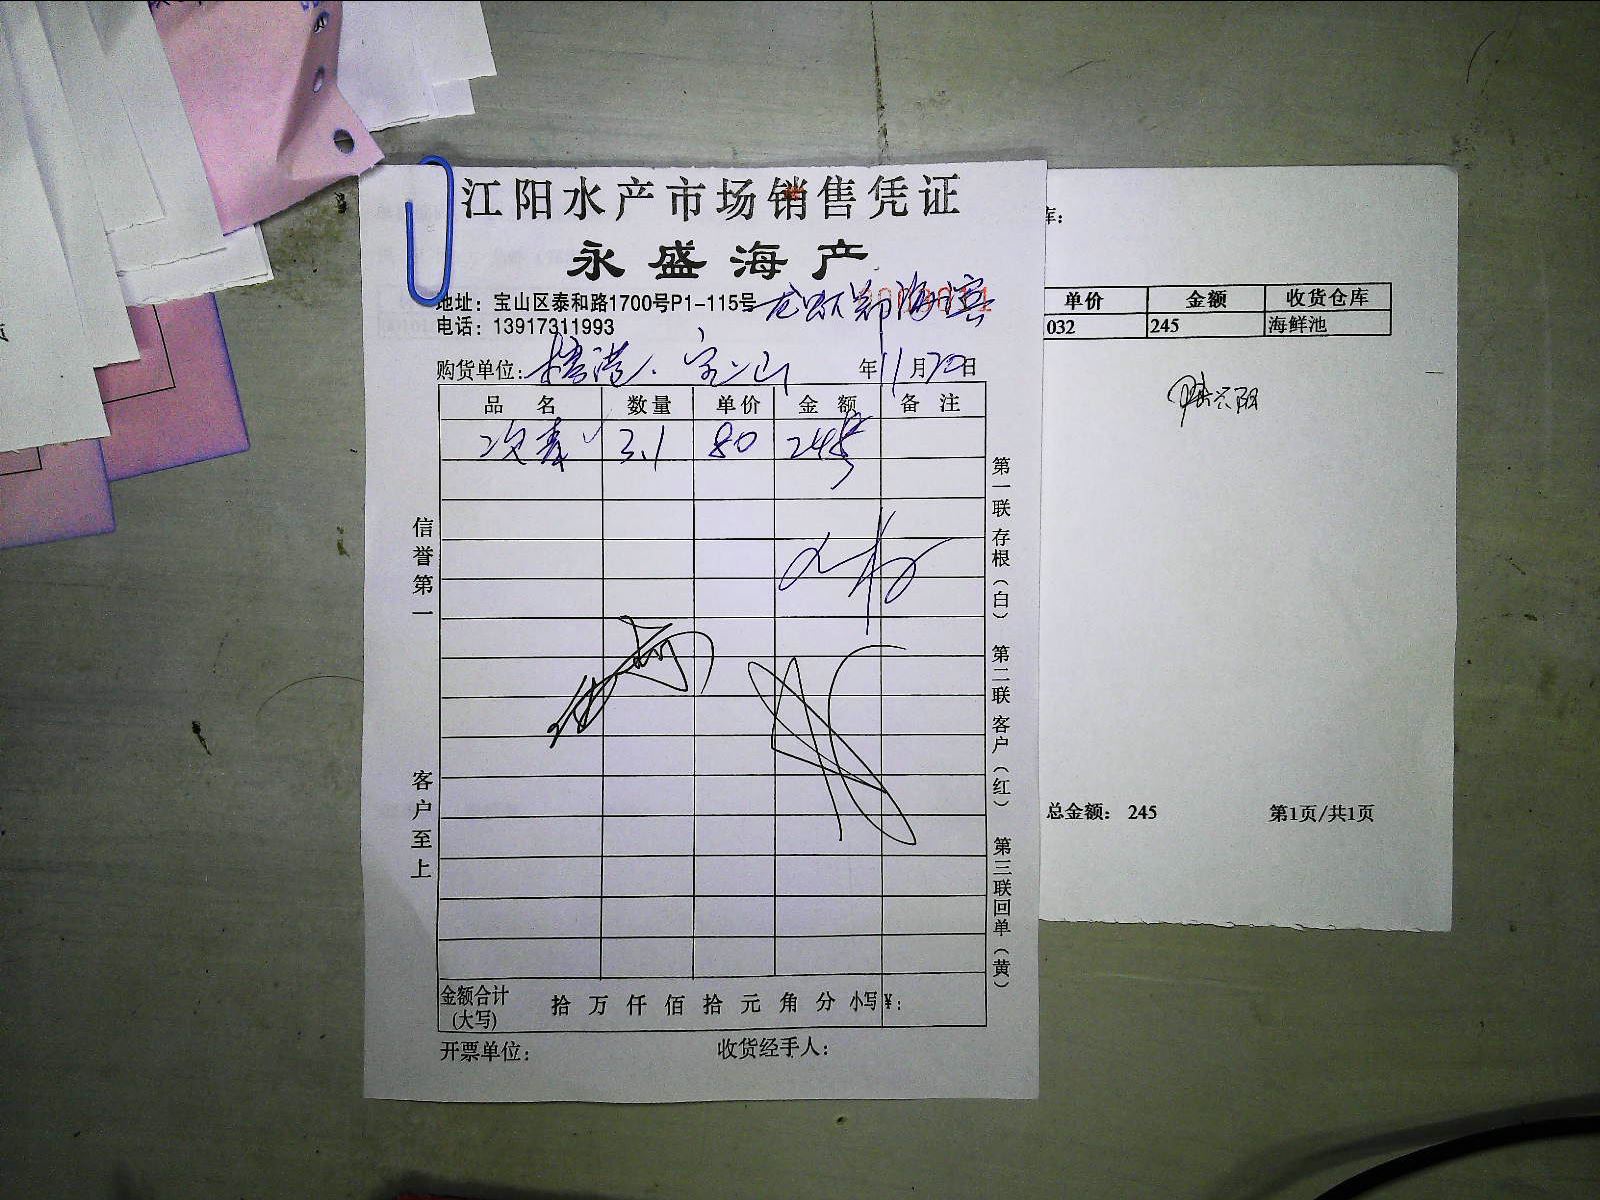 江阳水产市场销售凭证
永盛海产
地址：宝山区泰和路1700号P1-115号
电话：13917311993
购货单位： 年11月20日
品名 数量 单价 金额 备注
3.1 80 248
信誉第一 客户至上
第一联存根（白） 第二联客户（红） 第三联回单（黄）
金额合计（大写） 拾万仟佰拾元角分 小写¥：
开票单位： 收货经手人：
库：
单价 金额 收货仓库
032 245 海鲜池
总金额： 245 第1页/共1页